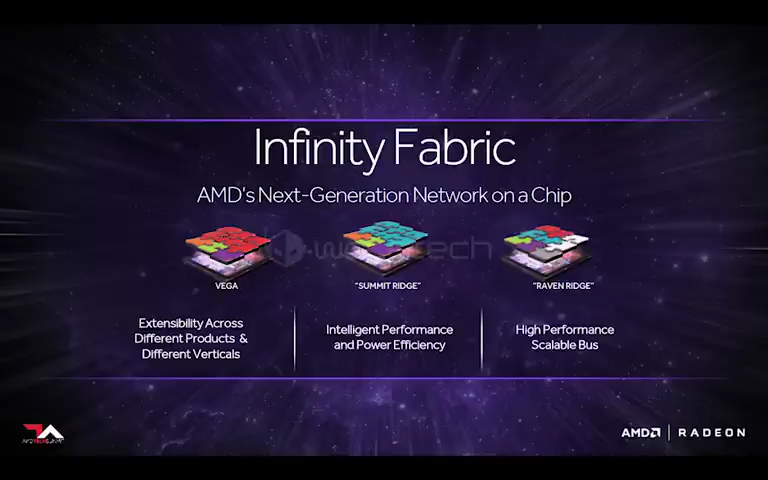 Infinity Fabric
AMD's Next-Generation Network on a Chip
VEGA
"SUMMIT RIDGE"
"RAVEN RIDGE"
Extensibility Across
Different Products &
Different Verticals
Intelligent Performance
and Power Efficiency
High Performance
Scalable Bus
AMD
RADEON